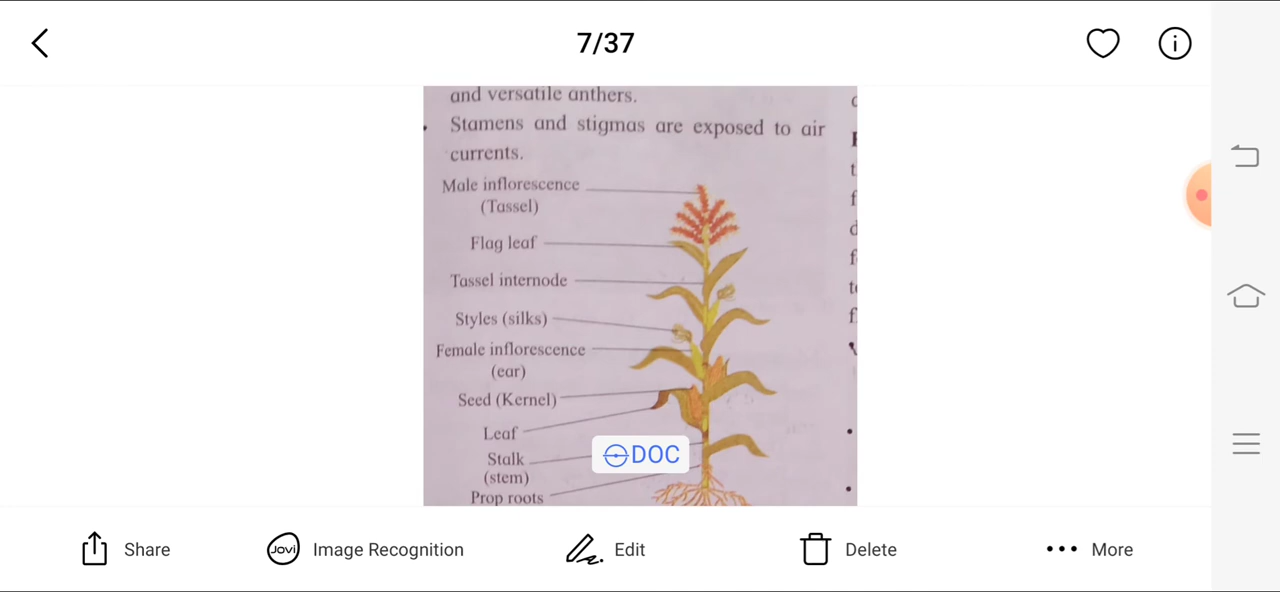 7/37
and versatile anthers.
Stamens and stigmas are exposed to air
currents.
Male inflorescence
(Tassel)
Flag leaf
Tassel internode
Styles (silks)
Female inflorescence
(ear)
Seed (Kernel)
Leaf
Stalk
(stem)
Prop roots
DOC
Share
Jovi
Image Recognition
Edit
Delete
More